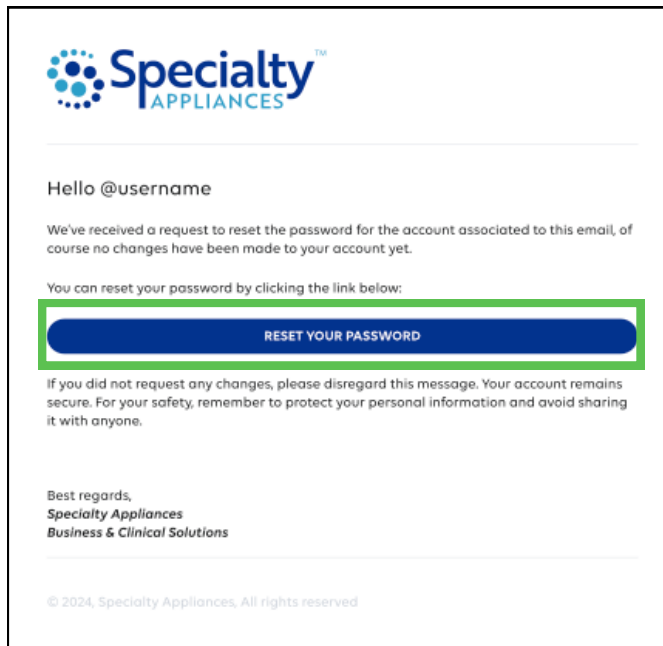 Specialty™
APPLIANCES
Hello @username
We've received a request to reset the password for the account associated to this email, of
course no changes have been made to your account yet.
You can reset your password by clicking the link below:
RESET YOUR PASSWORD
If you did not request any changes, please disregard this message. Your account remains
secure. For your safety, remember to protect your personal information and avoid sharing
it with anyone.
Best regards,
Specialty Appliances
Business & Clinical Solutions
© 2024, Specialty Appliances, All rights reserved